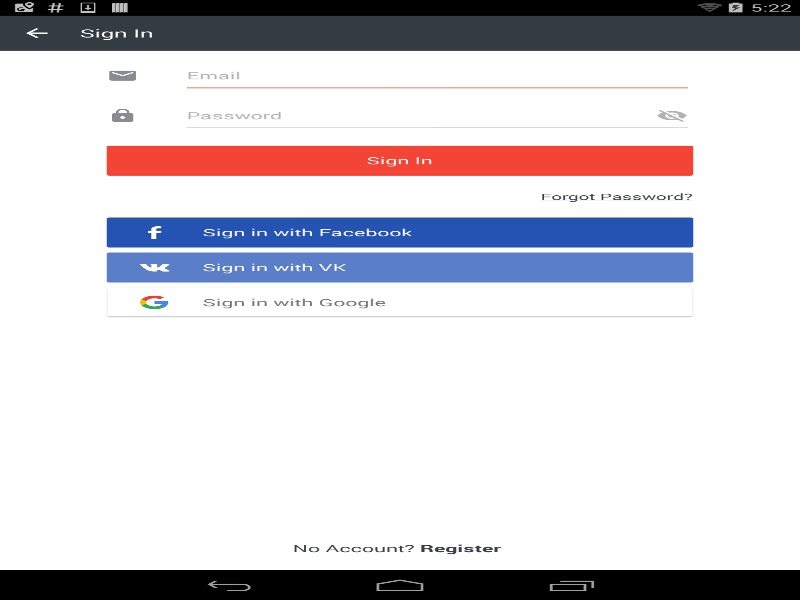 5:22
Sign In
Email
Password
Sign In
Forgot Password?
Sign in with Facebook
Sign in with VK
Sign in with Google
No Account? Register